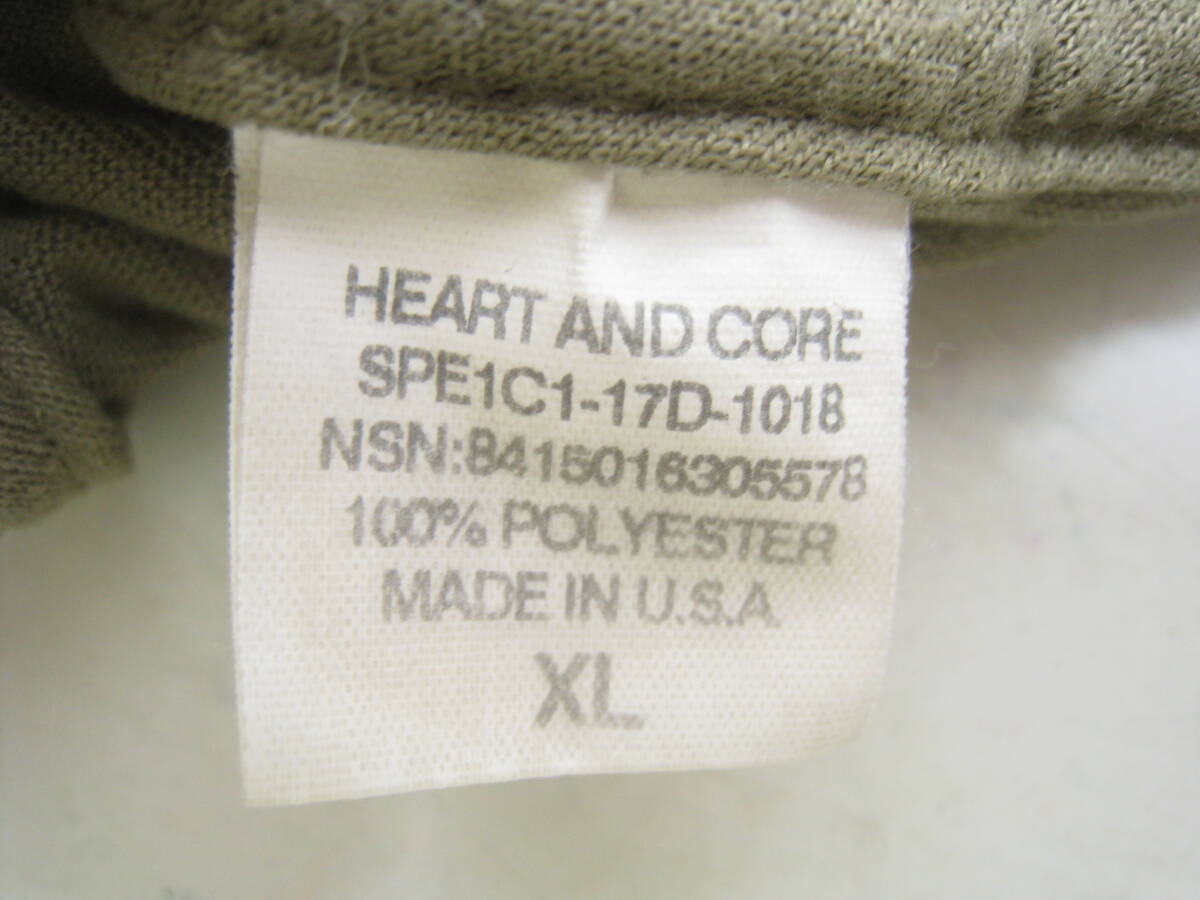 HEART AND CORE
SPE1C1-17D-1018
NSN:8415016305578
100% POLYESTER
MADE IN U.S.A.
XL